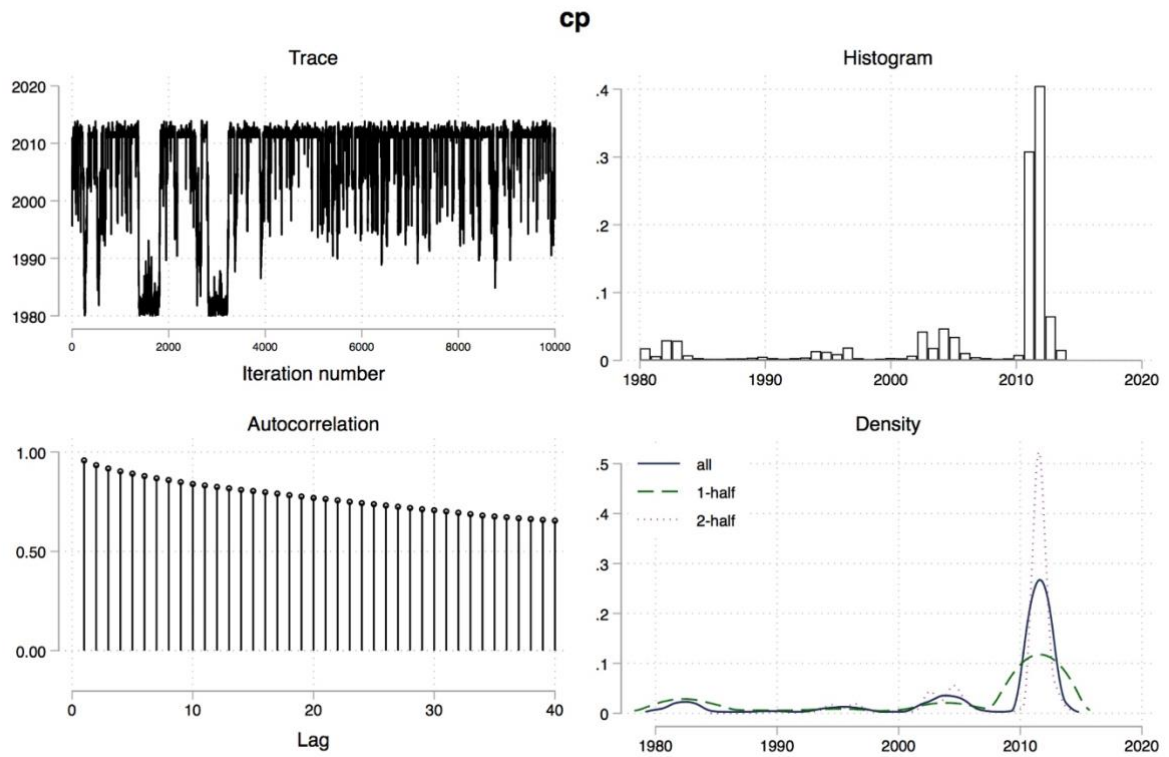 cp
Trace
2020
2010
2000
1990
1980
0 2000 4000 6000 8000 10000
Iteration number
Histogram
.4
.3
.2
.1
0
1980 1990 2000 2010 2020
Autocorrelation
1.00
0.50
0.00
0 10 20 30 40
Lag
Density
all
1-half
2-half
.5
.4
.3
.2
.1
0
1980 1990 2000 2010 2020